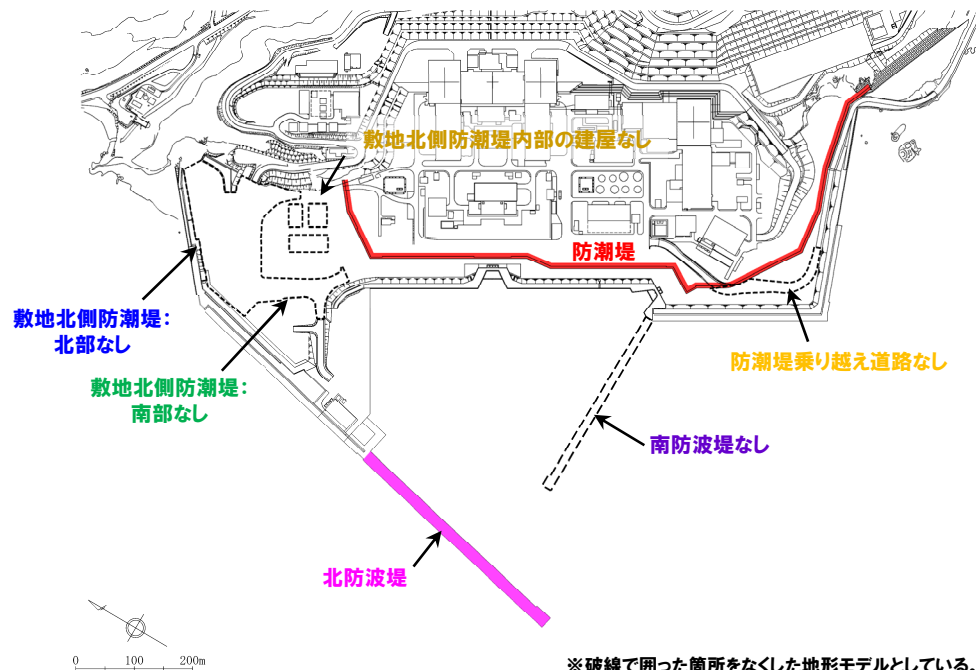 敷地北側防潮堤内部の建屋なし
防潮堤
敷地北側防潮堤：
北部なし
敷地北側防潮堤：
南部なし
防潮堤乗り越え道路なし
南防波堤なし
北防波堤
0 100 200m
※破線で囲った箇所をなくした地形モデルとしている。